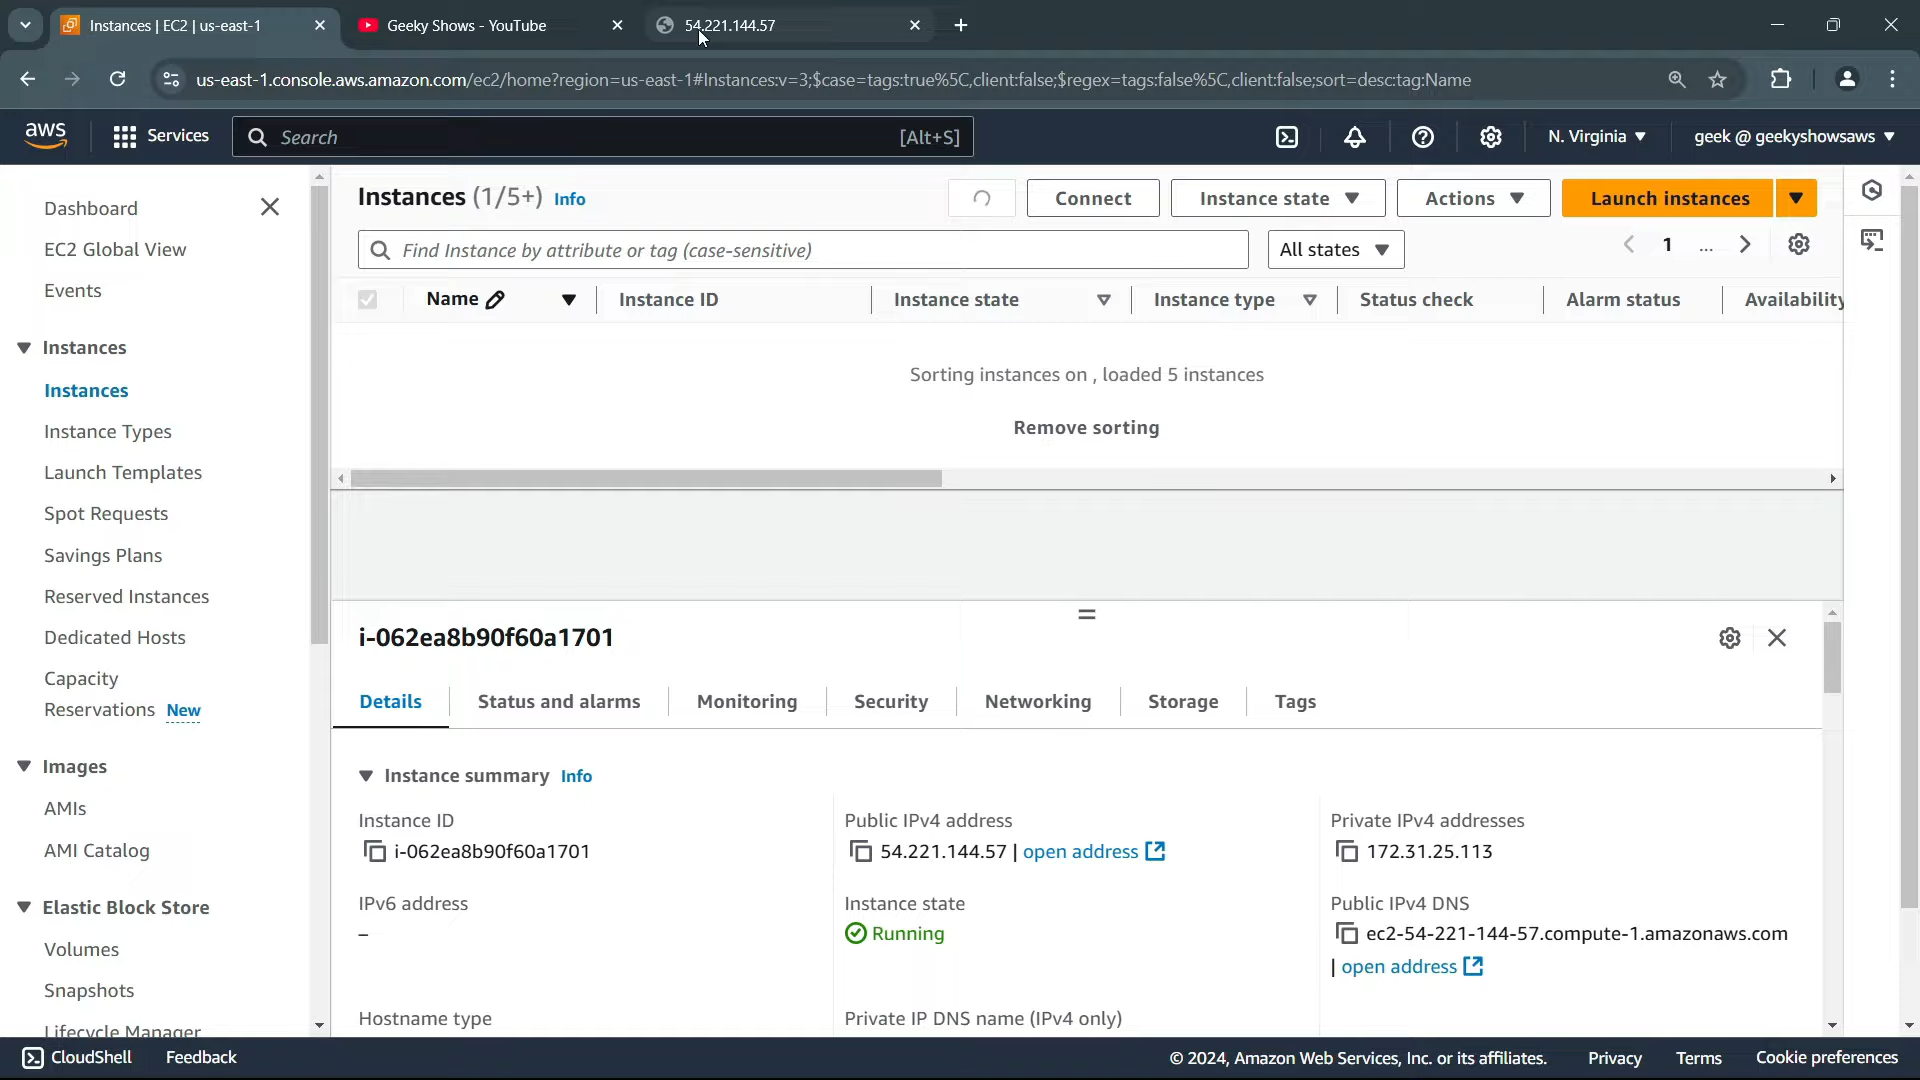 Instances | EC2 | us-east-1
Geeky Shows - YouTube
54.221.144.57
us-east-1.console.aws.amazon.com/ec2/home?region=us-east-1#Instances:v=3;$case=tags:true%5C,client:false;$regex=tags:false%5C,client:false;sort=desc:tag:Name
aws
Services
Search
[Alt+S]
N. Virginia
geek @ geekyshowsaws
Dashboard
EC2 Global View
Events
Instances
Instances
Instance Types
Launch Templates
Spot Requests
Savings Plans
Reserved Instances
Dedicated Hosts
Capacity
Reservations New
Images
AMIs
AMI Catalog
Elastic Block Store
Volumes
Snapshots
Lifecycle Manager
Instances (1/5+) Info
Connect
Instance state
Actions
Launch instances
Find Instance by attribute or tag (case-sensitive)
All states
1 ...
Name
Instance ID
Instance state
Instance type
Status check
Alarm status
Availability
Sorting instances on , loaded 5 instances
Remove sorting
i-062ea8b90f60a1701
Details
Status and alarms
Monitoring
Security
Networking
Storage
Tags
Instance summary Info
Instance ID
i-062ea8b90f60a1701
Public IPv4 address
54.221.144.57 | open address
Private IPv4 addresses
172.31.25.113
IPv6 address
–
Instance state
Running
Public IPv4 DNS
ec2-54-221-144-57.compute-1.amazonaws.com
| open address
Hostname type
Private IP DNS name (IPv4 only)
CloudShell
Feedback
© 2024, Amazon Web Services, Inc. or its affiliates.
Privacy
Terms
Cookie preferences